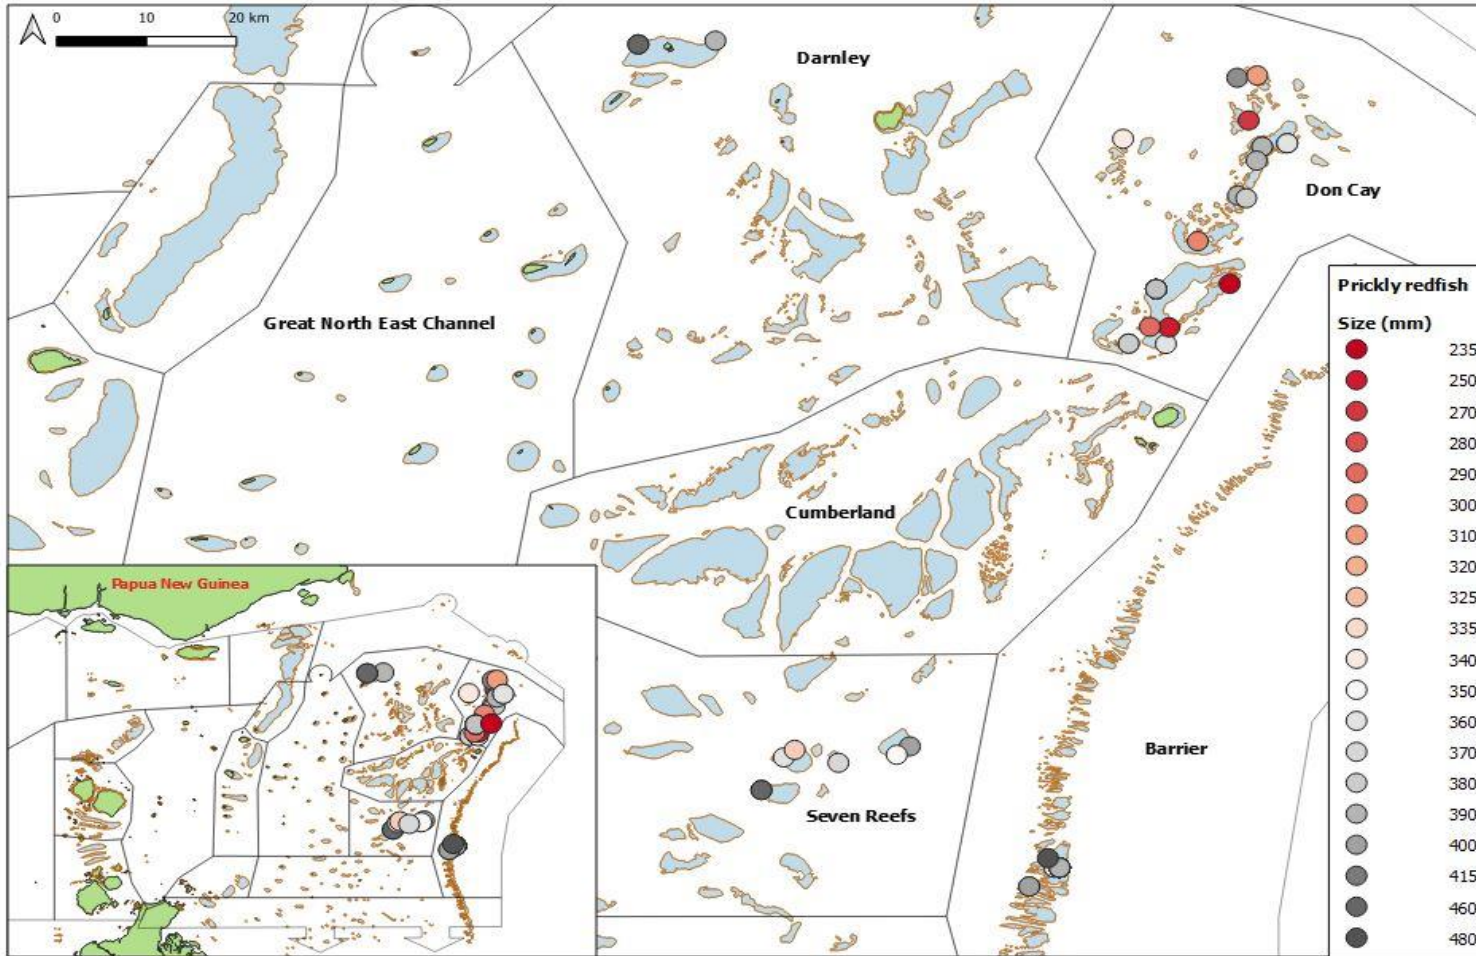 0 10 20 km
Darnley
Don Cay
Great North East Channel
Cumberland
Barrier
Seven Reefs
Papua New Guinea
Prickly redfish
Size (mm)
235
250
270
280
290
300
310
320
325
335
340
350
360
370
380
390
400
415
460
480